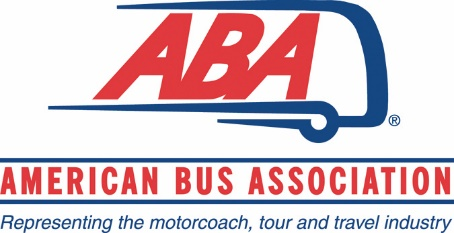 ABA
®
AMERICAN BUS ASSOCIATION
Representing the motorcoach, tour and travel industry